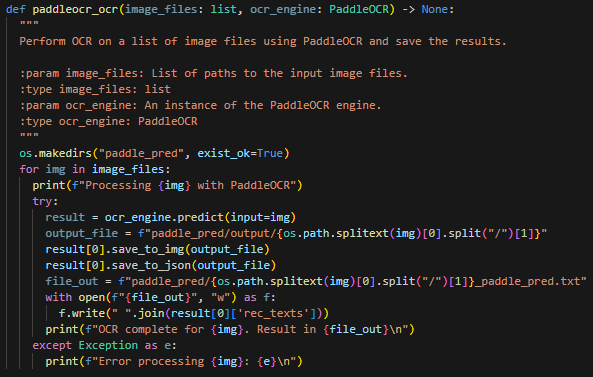 def paddleocr_ocr(image_files: list, ocr_engine: PaddleOCR) -> None:
  """
  Perform OCR on a list of image files using PaddleOCR and save the results.

  :param image_files: List of paths to the input image files.
  :type image_files: list
  :param ocr_engine: An instance of the PaddleOCR engine.
  :type ocr_engine: PaddleOCR
  """
  os.makedirs("paddle_pred", exist_ok=True)
  for img in image_files:
    print(f"Processing {img} with PaddleOCR")
    try:
      result = ocr_engine.predict(input=img)
      output_file = f"paddle_pred/output/{os.path.splitext(img)[0].split("/")[1]}"
      result[0].save_to_img(output_file)
      result[0].save_to_json(output_file)
      file_out = f"paddle_pred/{os.path.splitext(img)[0].split("/")[1]}_paddle_pred.txt"
      with open(f"{file_out}", "w") as f:
        f.write(" ".join(result[0]['rec_texts']))
      print(f"OCR complete for {img}. Result in {file_out}\n")
    except Exception as e:
      print(f"Error processing {img}: {e}\n")